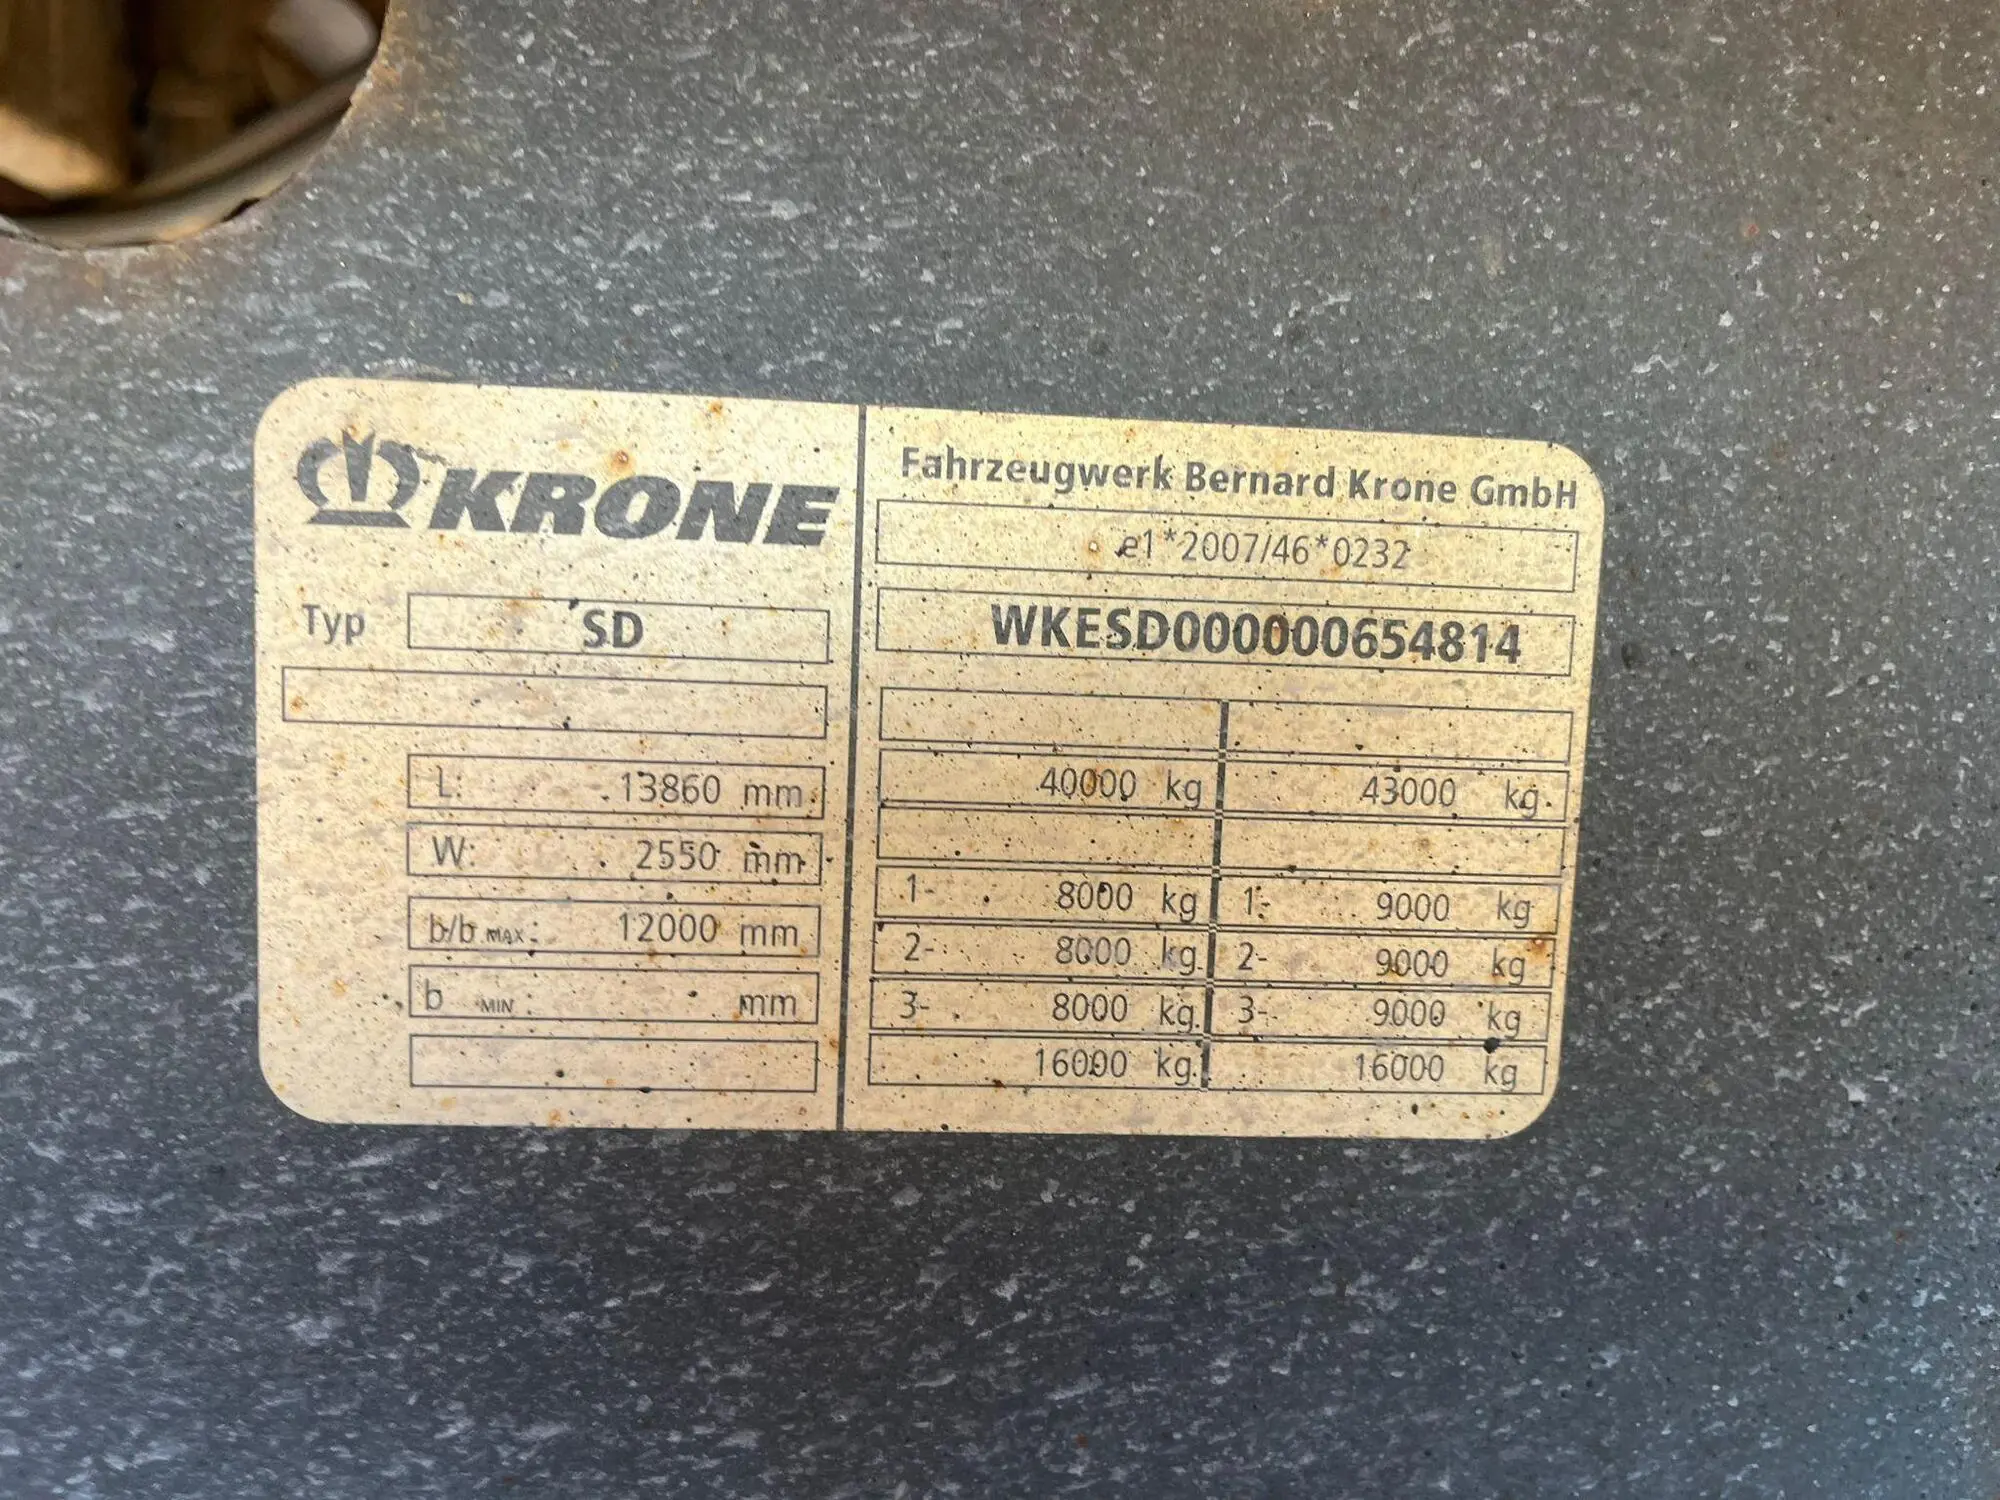 KRONE
Typ SD
L: 13860 mm
W: 2550 mm
b/b MAX: 12000 mm
b MIN: mm
Fahrzeugwerk Bernard Krone GmbH
e1*2007/46*0232
WKESD000000654814
40000 kg 43000 kg
1- 8000 kg 1- 9000 kg
2- 8000 kg 2- 9000 kg
3- 8000 kg 3- 9000 kg
16000 kg 16000 kg